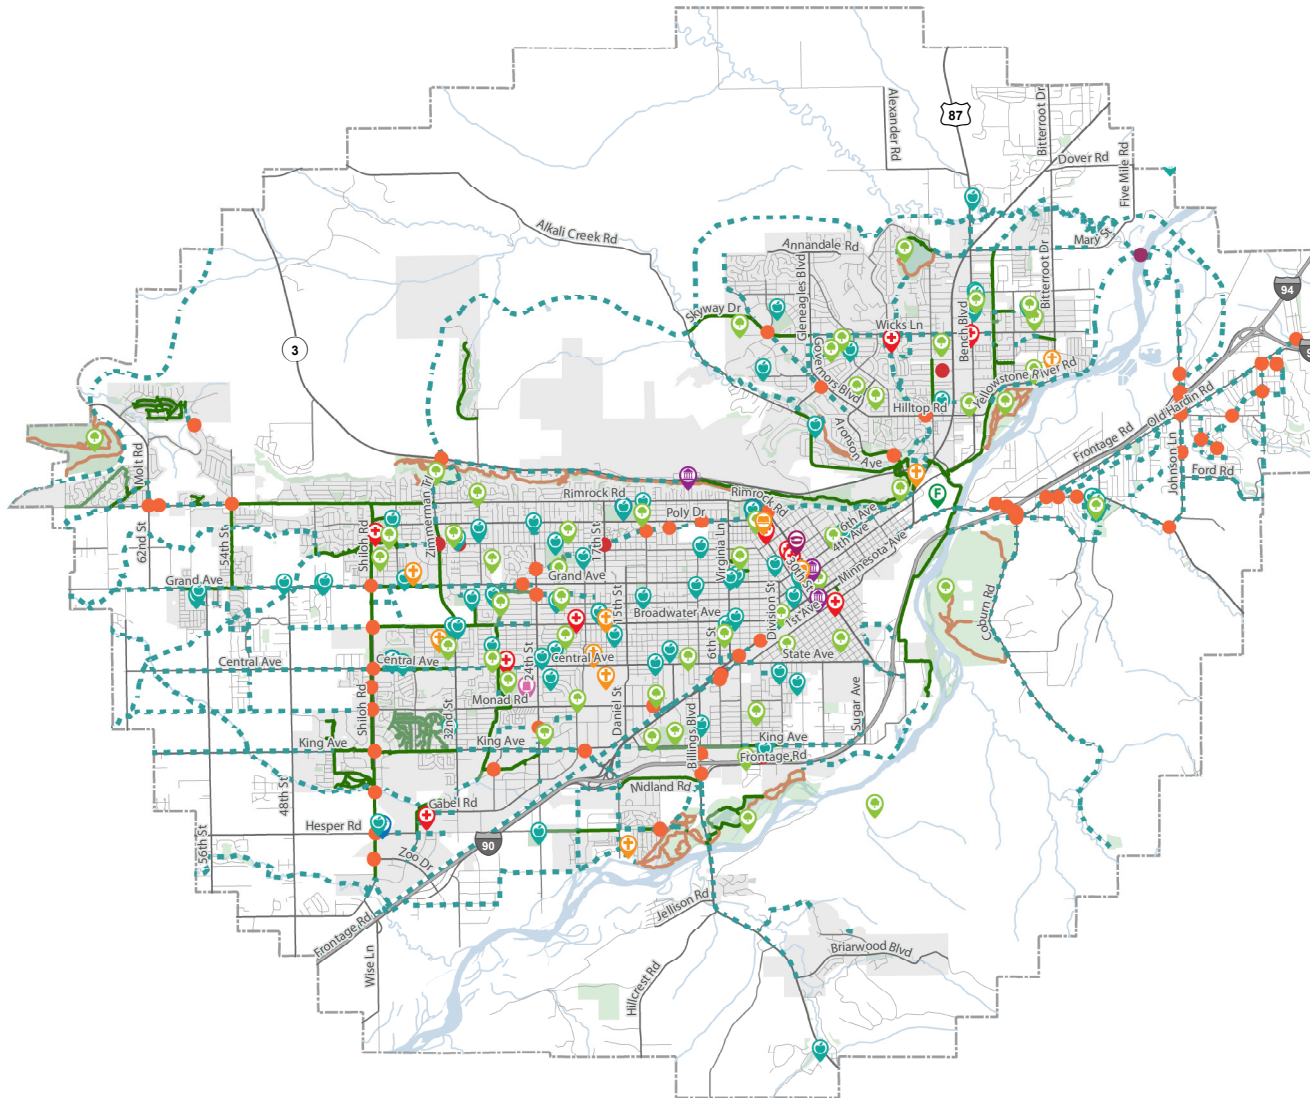 87
Alexander Rd
Bitterroot Dr
Dover Rd
Five Mile Rd
Alkali Creek Rd
Annandale Rd
Mary St
Bitterroot Dr
94
Skyway Dr
Gleneagles Blvd
Wicks Ln
Bench Blvd
3
Governors Blvd
Yellowstone River Rd
Hilltop Rd
Old Hardin Rd
Aronson Ave
Frontage Rd
Johnson Ln
Ford Rd
Molt Rd
Zimmerman Tr
Rimrock Rd
Rimrock Rd
F
Poly Dr
6th Ave
4th Ave
Minnesota Ave
62nd St
54th St
Shiloh Rd
17th St
Virginia Ln
30th St
Grand Ave
Grand Ave
Division St
1st Ave
Broadwater Ave
15th St
Coburn Rd
6th St
State Ave
Central Ave
Central Ave
Central Ave
24th St
Monad Rd
Shiloh Rd
32nd St
Daniel St
Billings Blvd
Sugar Ave
King Ave
King Ave
King Ave
Frontage Rd
48th St
Midland Rd
Gabel Rd
Hesper Rd
56th St
90
Zoo Dr
Jellison Rd
Frontage Rd
Wise Ln
Briarwood Blvd
Hillcrest Rd